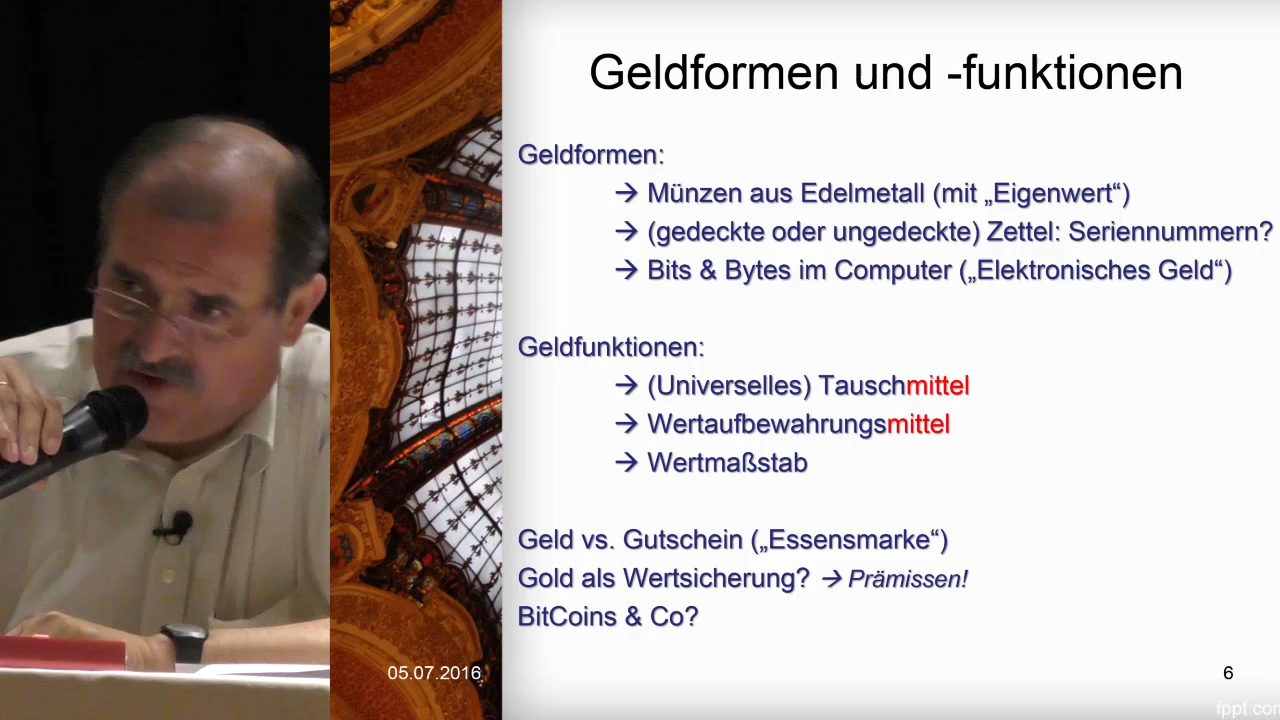 Geldformen und -funktionen
Geldformen:
→ Münzen aus Edelmetall (mit „Eigenwert“)
→ (gedeckte oder ungedeckte) Zettel: Seriennummern?
→ Bits & Bytes im Computer („Elektronisches Geld“)
Geldfunktionen:
→ (Universelles) Tauschmittel
→ Wertaufbewahrungsmittel
→ Wertmaßstab
Geld vs. Gutschein („Essensmarke“)
Gold als Wertsicherung? → Prämissen!
BitCoins & Co?
05.07.2016
6
fppt.com